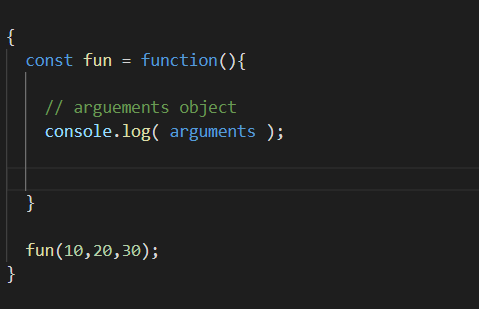 {
const fun = function(){
// arguements object
console.log( arguments );
}
fun(10,20,30);
}